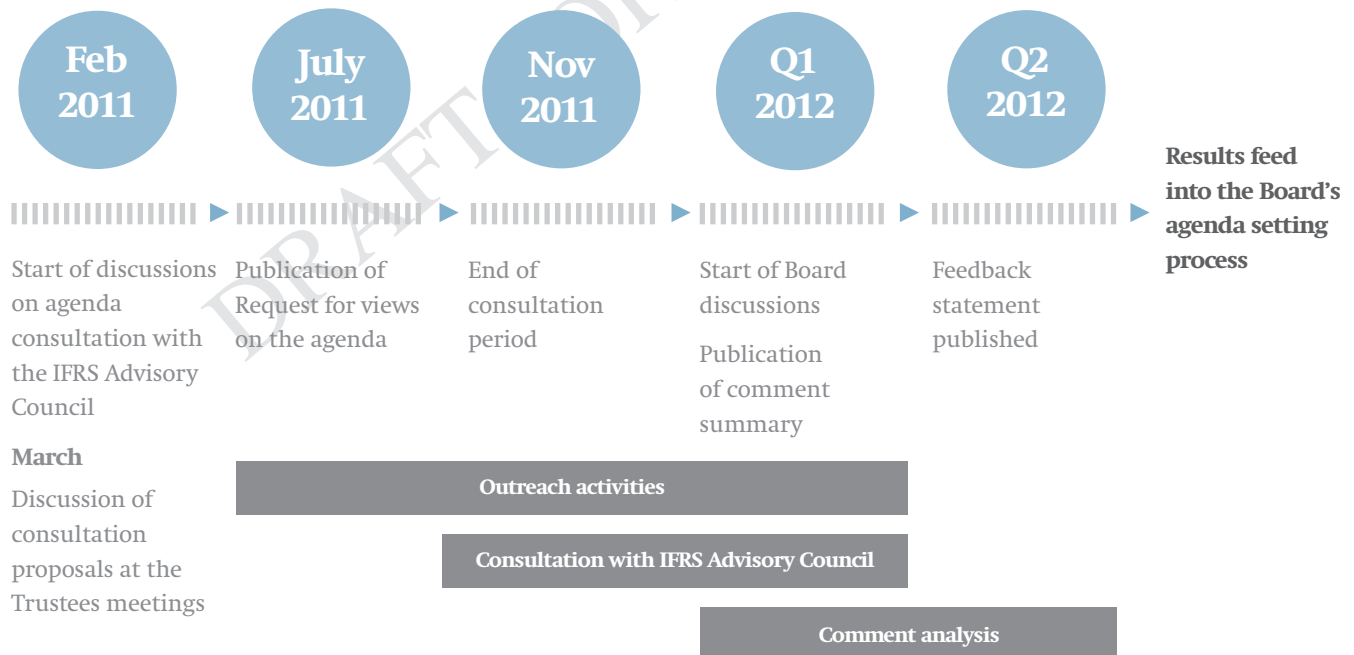 Feb
2011
July
2011
Nov
2011
Q1
2012
Q2
2012
Results feed
into the Board's
agenda setting
process
Start of discussions
on agenda
consultation with
the IFRS Advisory
Council
March
Discussion of
consultation
proposals at the
Trustees meetings
Publication of
Request for views
on the agenda
End of
consultation
period
Start of Board
discussions
Publication
of comment
summary
Feedback
statement
published
Outreach activities
Consultation with IFRS Advisory Council
Comment analysis
DRAFT